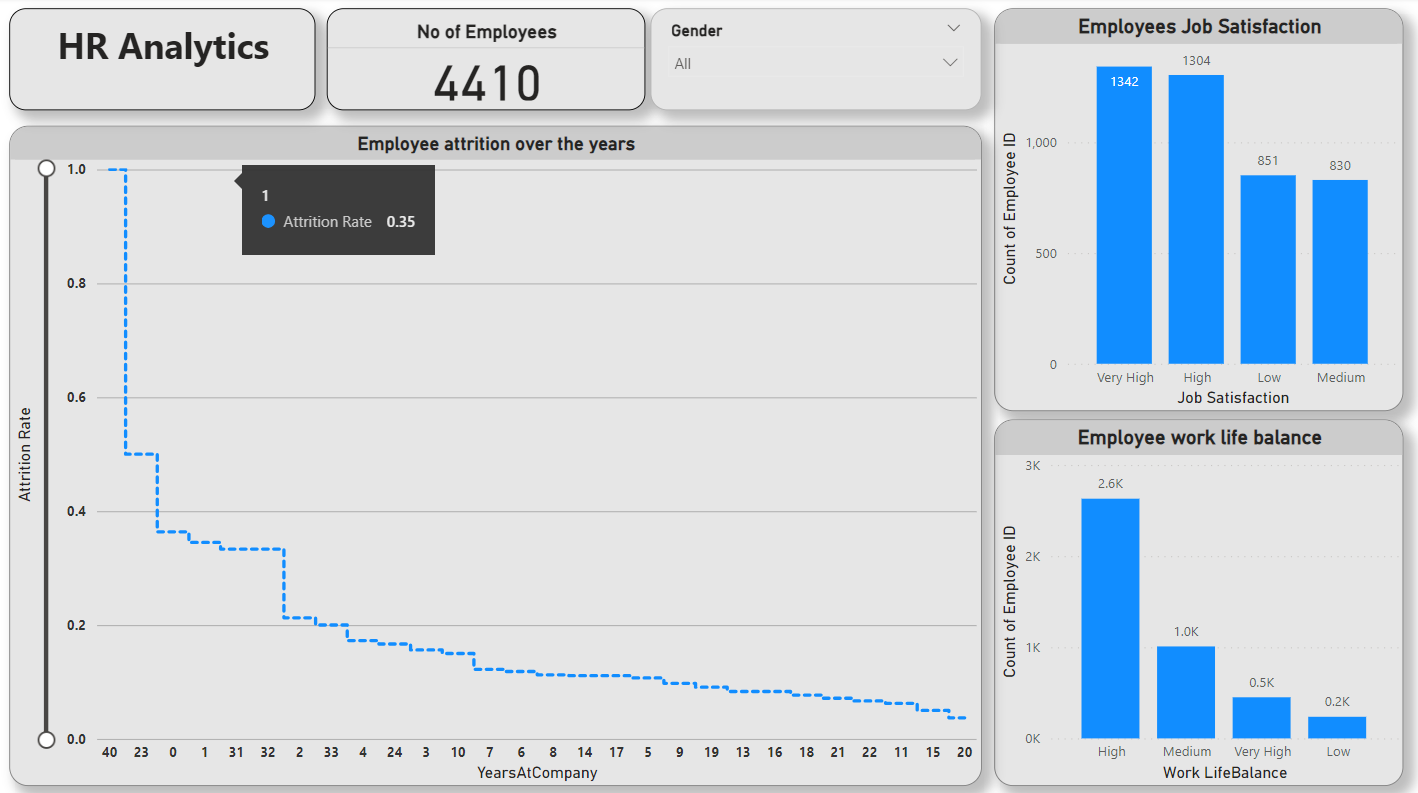 HR Analytics
No of Employees
4410
Gender
All
Employee attrition over the years
1
Attrition Rate 0.35
Attrition Rate
1.0
0.8
0.6
0.4
0.2
0.0
40 23 0 1 31 32 2 33 4 24 3 10 7 6 8 14 17 5 9 19 13 16 18 21 22 11 15 20
YearsAtCompany
Employees Job Satisfaction
Count of Employee ID
1,000
500
0
1342
1304
851
830
Very High High Low Medium
Job Satisfaction
Employee work life balance
Count of Employee ID
3K
2K
1K
0K
2.6K
1.0K
0.5K
0.2K
High Medium Very High Low
Work LifeBalance